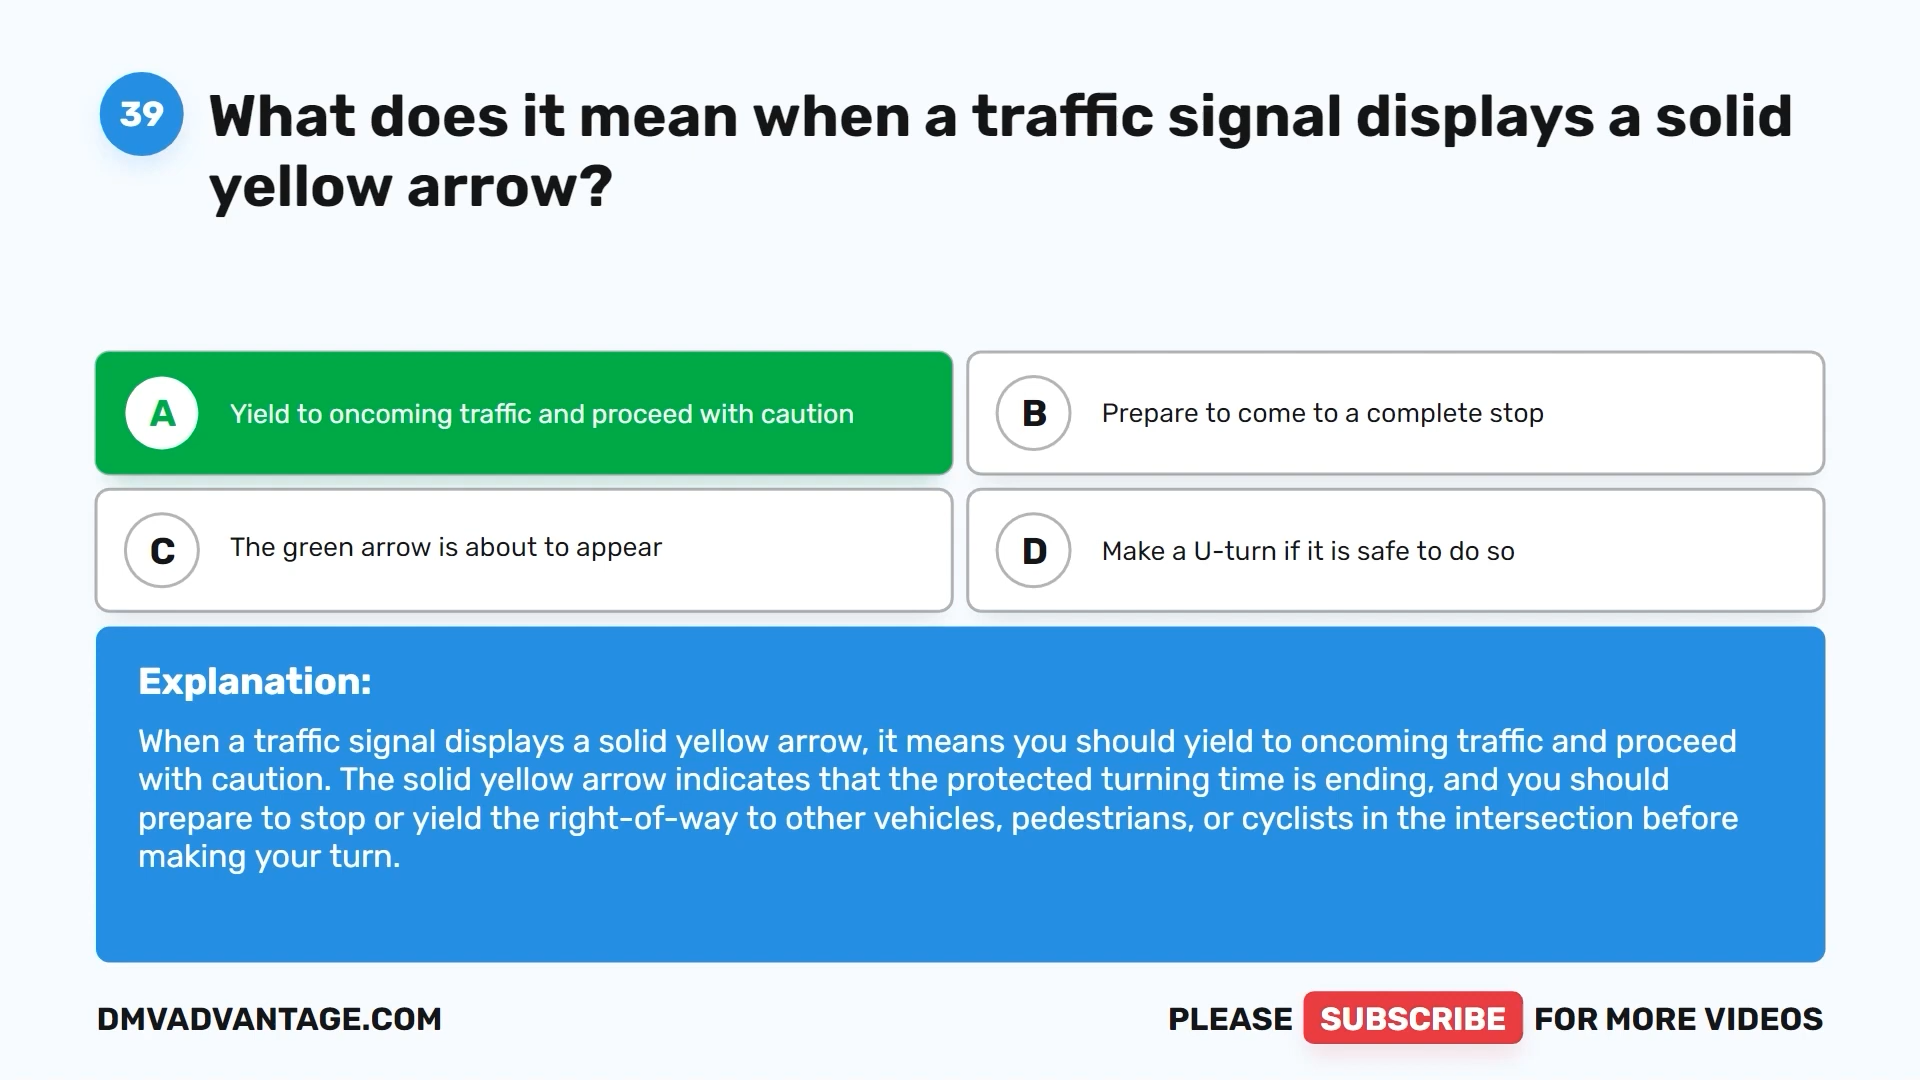 39
What does it mean when a traffic signal displays a solid
yellow arrow?
A
Yield to oncoming traffic and proceed with caution
B
Prepare to come to a complete stop
C
The green arrow is about to appear
D
Make a U-turn if it is safe to do so
Explanation:
When a traffic signal displays a solid yellow arrow, it means you should yield to oncoming traffic and proceed
with caution. The solid yellow arrow indicates that the protected turning time is ending, and you should
prepare to stop or yield the right-of-way to other vehicles, pedestrians, or cyclists in the intersection before
making your turn.
DMVADVANTAGE.COM
PLEASE SUBSCRIBE FOR MORE VIDEOS